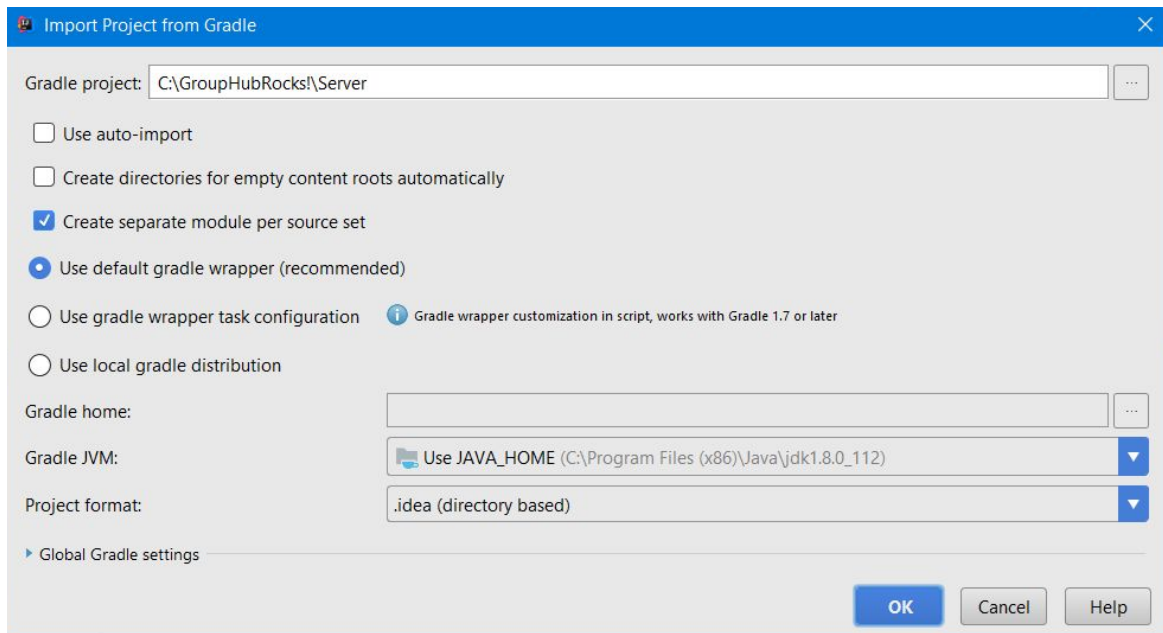 Import Project from Gradle
Gradle project: C:\GroupHubRocks!\Server ...
Use auto-import
Create directories for empty content roots automatically
Create separate module per source set
Use default gradle wrapper (recommended)
Use gradle wrapper task configuration Gradle wrapper customization in script, works with Gradle 1.7 or later
Use local gradle distribution
Gradle home: ...
Gradle JVM: Use JAVA_HOME (C:\Program Files (x86)\Java\jdk1.8.0_112)
Project format: .idea (directory based)
Global Gradle settings
OK Cancel Help